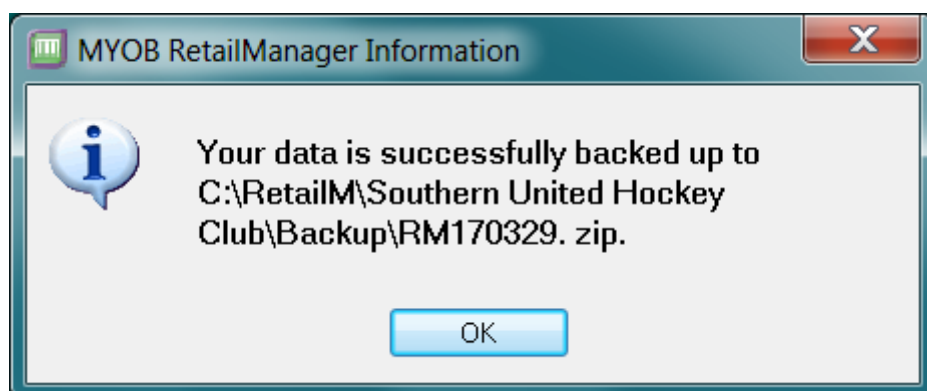 MYOB RetailManager Information
Your data is successfully backed up to
C:\RetailM\Southern United Hockey
Club\Backup\RM170329. zip.
OK